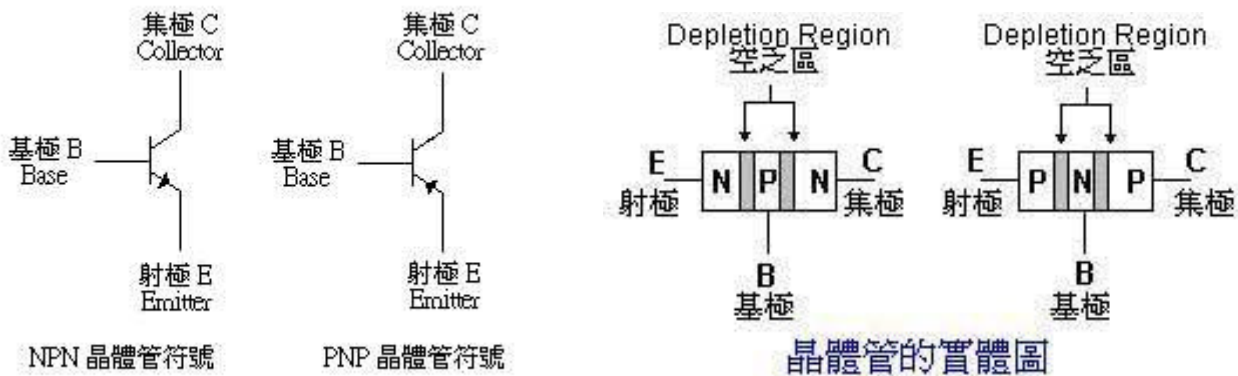 集極 C
Collector
基極 B
Base
射極 E
Emitter
NPN 晶體管符號
集極 C
Collector
基極 B
Base
射極 E
Emitter
PNP 晶體管符號
Depletion Region
空乏區
E
射極
N P N
C
集極
B
基極
Depletion Region
空乏區
E
射極
P N P
C
集極
B
基極
晶體管的實體圖